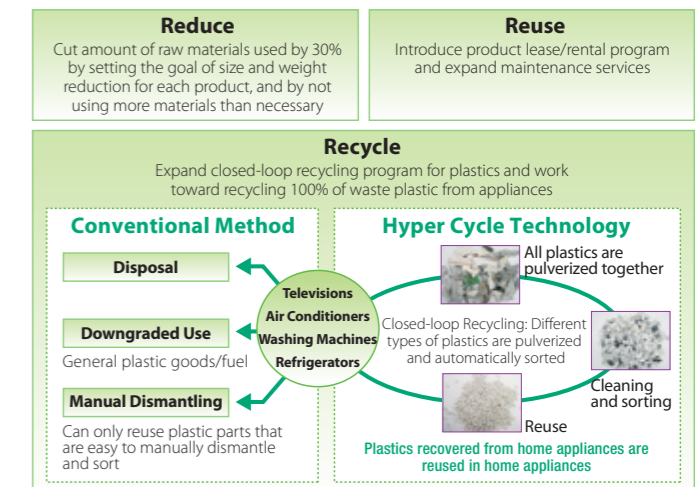 Reduce
Cut amount of raw materials used by 30%
by setting the goal of size and weight
reduction for each product, and by not
using more materials than necessary
Reuse
Introduce product lease/rental program
and expand maintenance services
Recycle
Expand closed-loop recycling program for plastics and work
toward recycling 100% of waste plastic from appliances
Conventional Method
Disposal
Downgraded Use
General plastic goods/fuel
Manual Dismantling
Can only reuse plastic parts that
are easy to manually dismantle
and sort
Televisions
Air Conditioners
Washing Machines
Refrigerators
Hyper Cycle Technology
All plastics are
pulverized together
Closed-loop Recycling: Different
types of plastics are pulverized
and automatically sorted
Cleaning
and sorting
Reuse
Plastics recovered from home appliances are
reused in home appliances